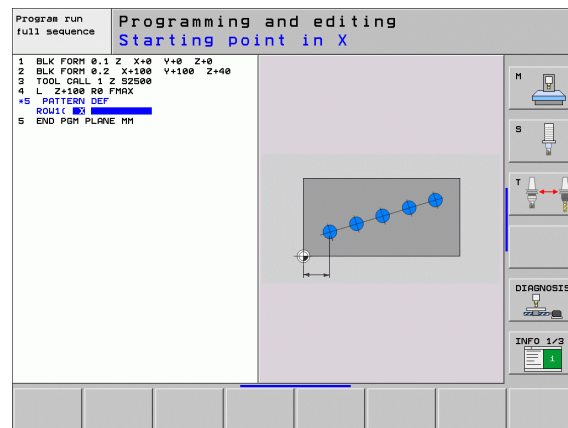 Program run
full sequence
Programming and editing
Starting point in X
1 BLK FORM 0.1 Z X+0 Y+0 Z+0
2 BLK FORM 0.2 X+100 Y+100 Z+40
3 TOOL CALL 1 Z S2500
4 L Z+100 R0 FMAX
*5 PATTERN DEF
ROW1( X
5 END PGM PLANE MM
M
S
T
DIAGNOSIS
INFO 1/3
i